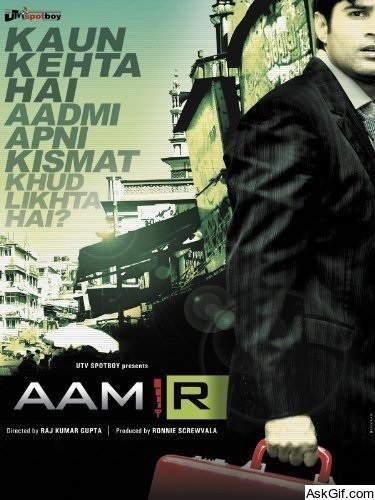 UTV spotboy
KAUN
KEHTA
HAI
AADMI
APNI
KISMAT
KHUD
LIKHTA
HAI?
UTV SPOTBOY presents
AAMIR
Directed by RAJ KUMAR GUPTA | Produced by RONNIE SCREWVALA
AskGif.com